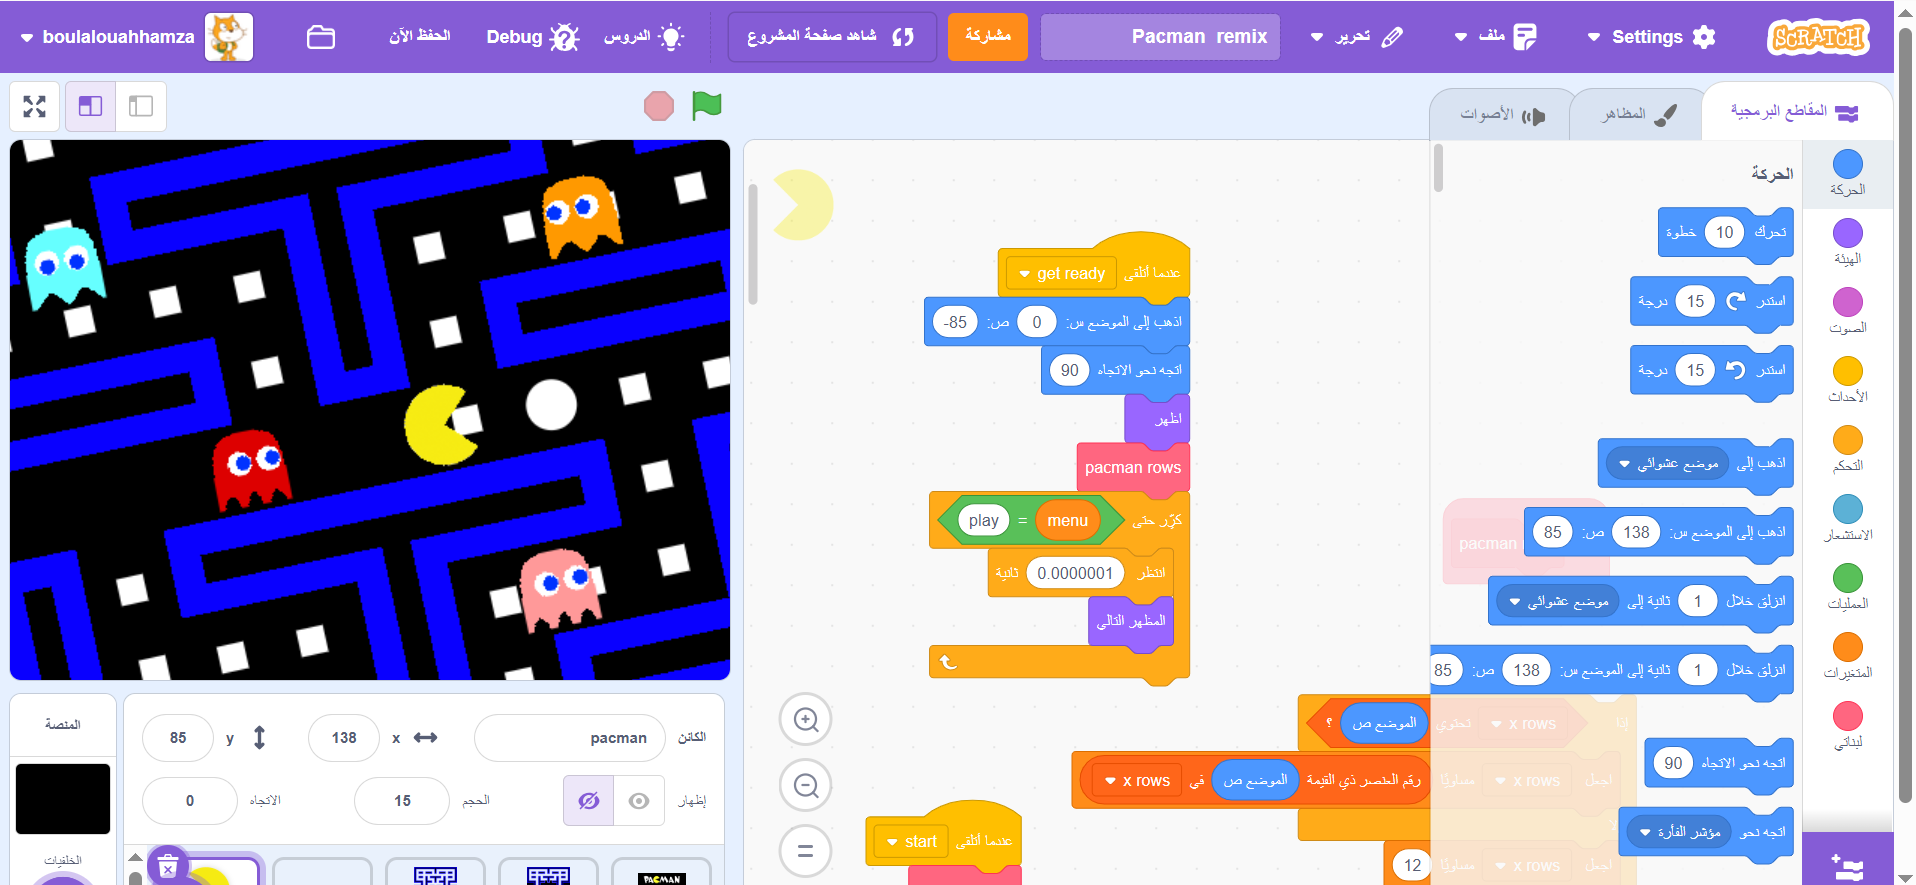 SCRATCH
Settings
ملف
تحرير
Pacman remix
مشاركة
شاهد صفحة المشروع
الدروس
Debug
الحفظ الآن
boulalouahhamza
المقاطع البرمجية
المظاهر
الأصوات
الحركة
الهيئة
الصوت
الأحداث
التحكم
الاستشعار
العمليات
المتغيرات
لبناتي
الحركة
تحرك 10 خطوة
استدر 15 درجة
استدر 15 درجة
اذهب إلى موضع عشوائي
اذهب إلى الموضع س: 138 ص: 85
انزلق خلال 1 ثانية إلى موضع عشوائي
انزلق خلال 1 ثانية إلى الموضع س: 138 ص: 85
اتجه نحو الاتجاه 90
اتجه نحو مؤشر الفأرة
عندما أتلقى get ready
اذهب إلى الموضع س: 0 ص: -85
اتجه نحو الاتجاه 90
اظهر
pacman rows
كرّر حتى menu = play
انتظر 0.0000001 ثانية
المظهر التالي
pacman
إذا x rows تحتوي الموضع ص ؟
اجعل x rows مساويًا رقم العنصر ذي القيمة الموضع ص في x rows
اجعل x rows مساويًا 12
عندما أتلقى start
الكائن pacman x 138 y 85
إظهار الحجم 15 الاتجاه 0
المنصة
الخلفيات
PACMAN